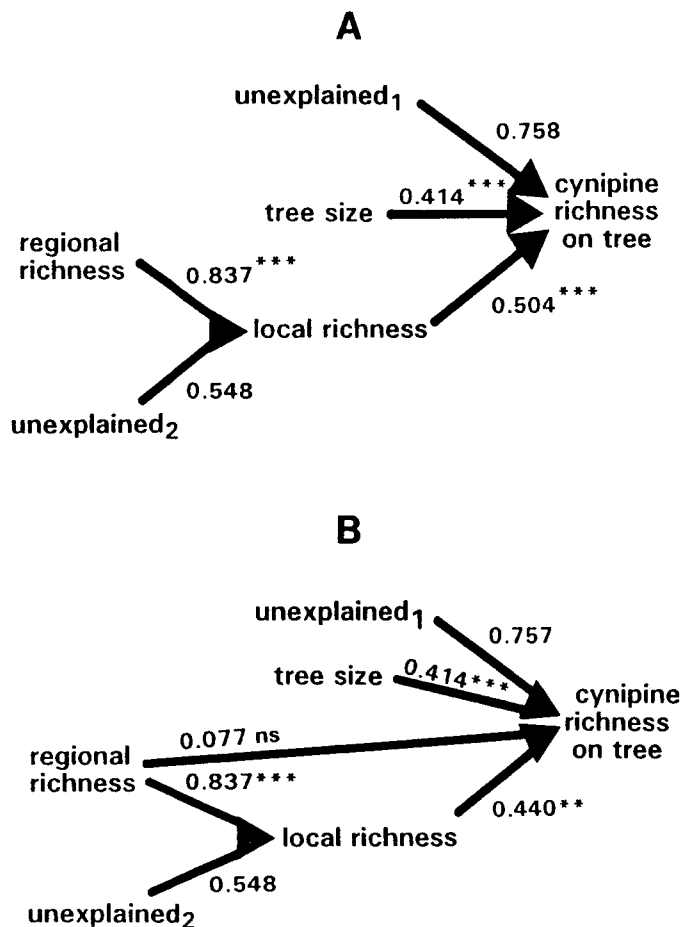 A
unexplained1
0.758
cynipine
0.414***
tree size
richness
on tree
regional
richness
0.837***
0.504***
local richness
0.548
unexplained2
B
unexplained1
0.757
0.414***
tree size
cynipine
richness
on tree
0.077 ns
regional
richness
0.837***
0.440**
local richness
0.548
unexplained2